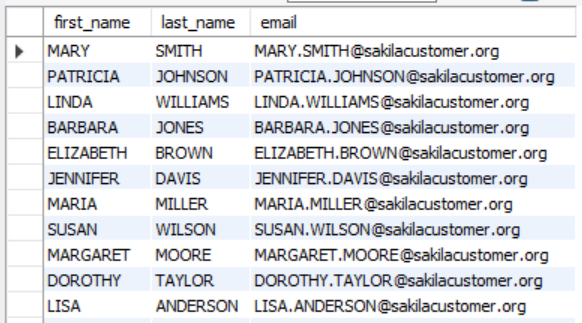 first_name last_name email
MARY SMITH MARY.SMITH@sakilacustomer.org
PATRICIA JOHNSON PATRICIA.JOHNSON@sakilacustomer.org
LINDA WILLIAMS LINDA.WILLIAMS@sakilacustomer.org
BARBARA JONES BARBARA.JONES@sakilacustomer.org
ELIZABETH BROWN ELIZABETH.BROWN@sakilacustomer.org
JENNIFER DAVIS JENNIFER.DAVIS@sakilacustomer.org
MARIA MILLER MARIA.MILLER@sakilacustomer.org
SUSAN WILSON SUSAN.WILSON@sakilacustomer.org
MARGARET MOORE MARGARET.MOORE@sakilacustomer.org
DOROTHY TAYLOR DOROTHY.TAYLOR@sakilacustomer.org
LISA ANDERSON LISA.ANDERSON@sakilacustomer.org